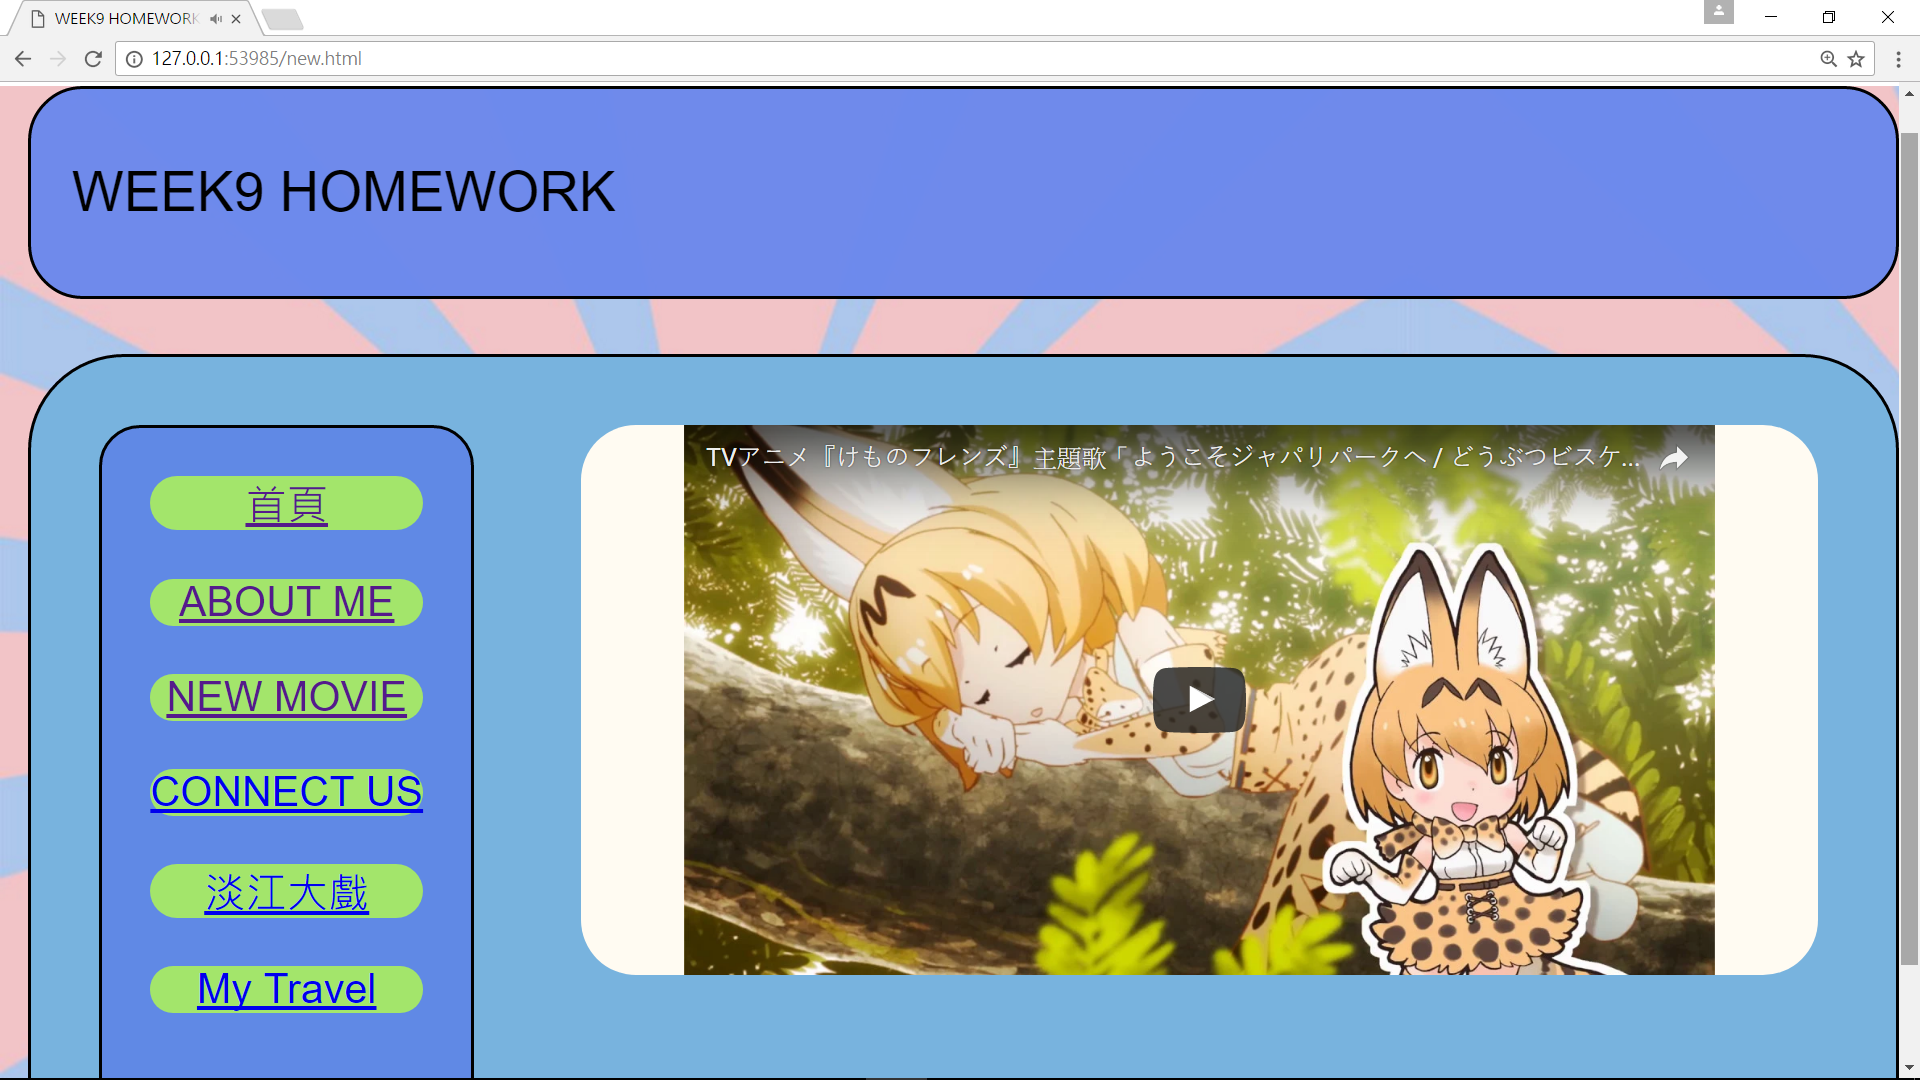 WEEK9 HOMEWORK
127.0.0.1:53985/new.html
WEEK9 HOMEWORK
首頁
ABOUT ME
NEW MOVIE
CONNECT US
淡江大戲
My Travel
TVアニメ『けものフレンズ』主題歌「ようこそジャパリパークへ / どうぶつビスケ...